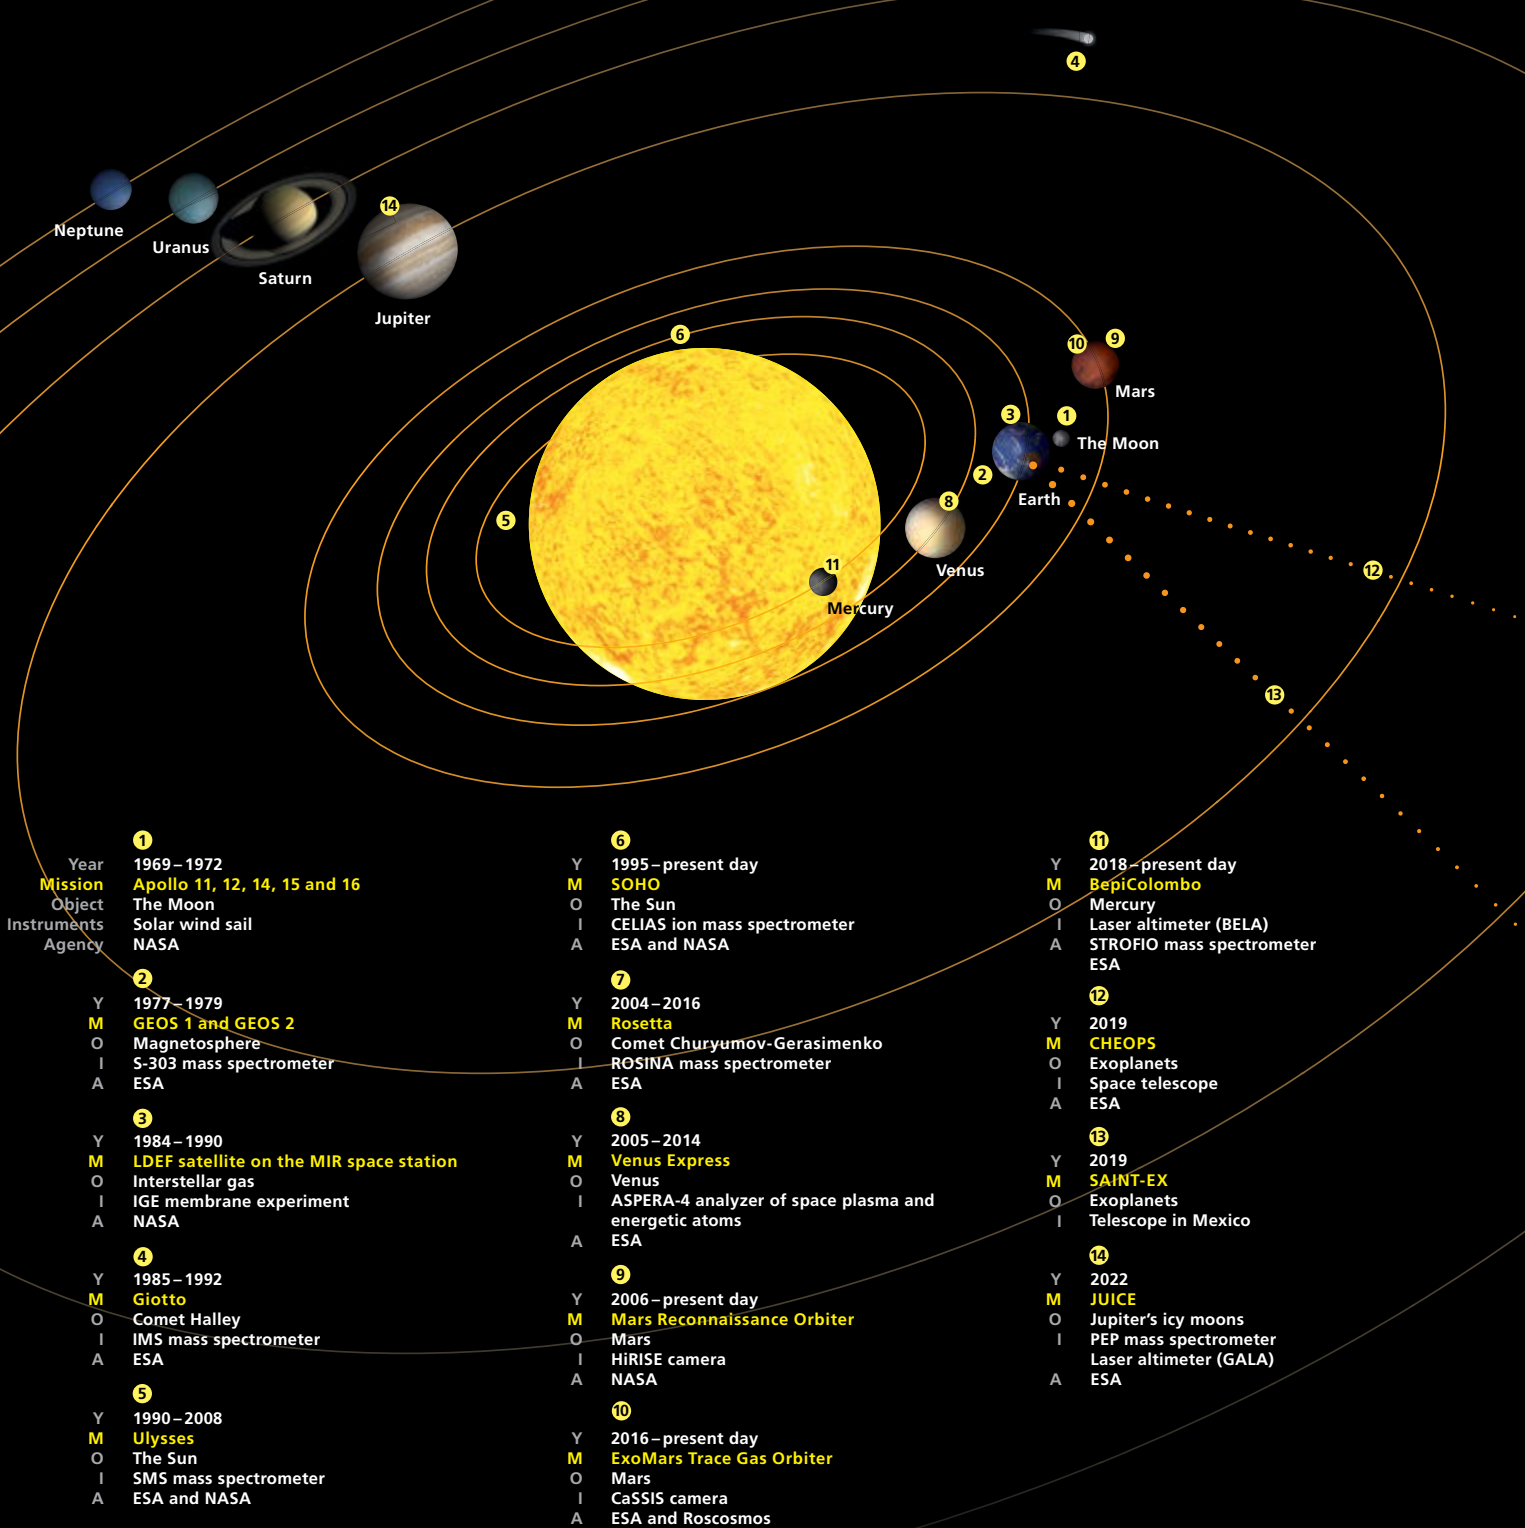 4
14
Neptune
Uranus
Saturn
Jupiter
6
10
9
Mars
3
1
The Moon
2
Earth
8
5
Venus
11
Mercury
12
13
1
Year 1969–1972
Mission Apollo 11, 12, 14, 15 and 16
Object The Moon
Instruments Solar wind sail
Agency NASA
2
Y 1977–1979
M GEOS 1 and GEOS 2
O Magnetosphere
I S-303 mass spectrometer
A ESA
3
Y 1984–1990
M LDEF satellite on the MIR space station
O Interstellar gas
I IGE membrane experiment
A NASA
4
Y 1985–1992
M Giotto
O Comet Halley
I IMS mass spectrometer
A ESA
5
Y 1990–2008
M Ulysses
O The Sun
I SMS mass spectrometer
A ESA and NASA
6
Y 1995–present day
M SOHO
O The Sun
I CELIAS ion mass spectrometer
A ESA and NASA
7
Y 2004–2016
M Rosetta
O Comet Churyumov-Gerasimenko
I ROSINA mass spectrometer
A ESA
8
Y 2005–2014
M Venus Express
O Venus
I ASPERA-4 analyzer of space plasma and
energetic atoms
A ESA
9
Y 2006–present day
M Mars Reconnaissance Orbiter
O Mars
I HiRISE camera
A NASA
10
Y 2016–present day
M ExoMars Trace Gas Orbiter
O Mars
I CaSSIS camera
A ESA and Roscosmos
11
Y 2018–present day
M BepiColombo
O Mercury
I Laser altimeter (BELA)
A STROFIO mass spectrometer
ESA
12
Y 2019
M CHEOPS
O Exoplanets
I Space telescope
A ESA
13
Y 2019
M SAINT-EX
O Exoplanets
I Telescope in Mexico
14
Y 2022
M JUICE
O Jupiter’s icy moons
I PEP mass spectrometer
Laser altimeter (GALA)
A ESA